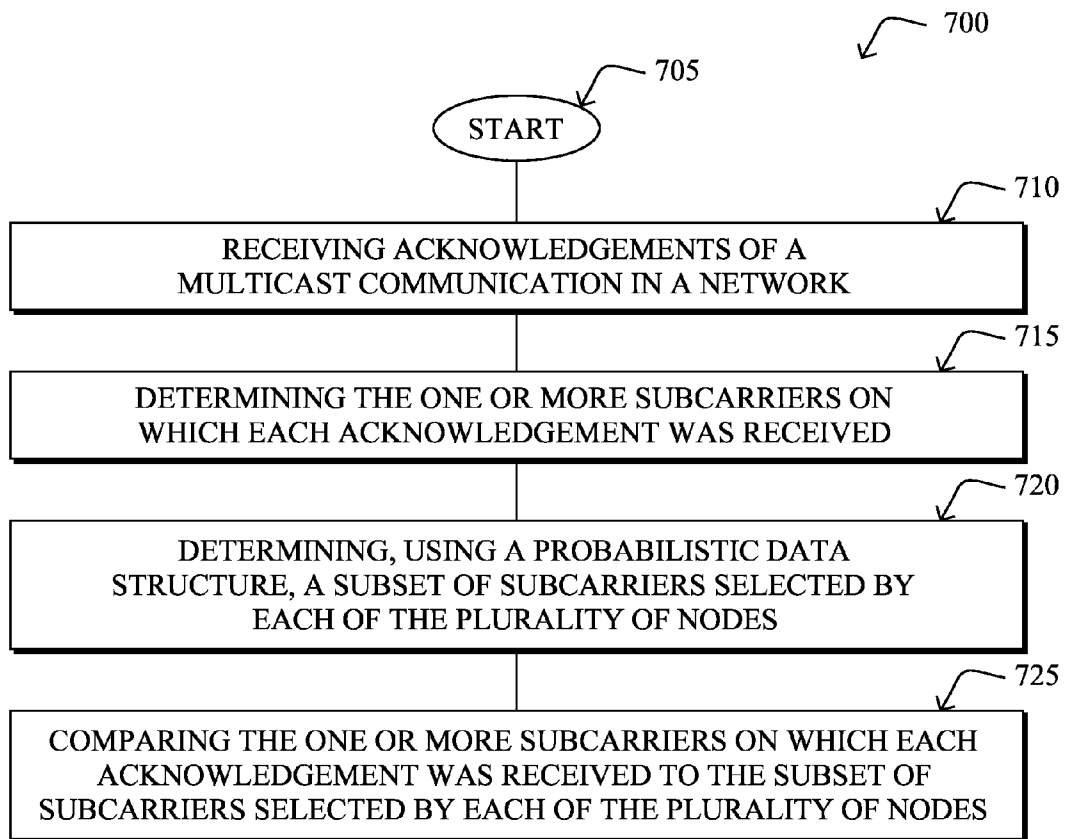 700
705
START
710
RECEIVING ACKNOWLEDGEMENTS OF A
MULTICAST COMMUNICATION IN A NETWORK
715
DETERMINING THE ONE OR MORE SUBCARRIERS ON
WHICH EACH ACKNOWLEDGEMENT WAS RECEIVED
720
DETERMINING, USING A PROBABILISTIC DATA
STRUCTURE, A SUBSET OF SUBCARRIERS SELECTED BY
EACH OF THE PLURALITY OF NODES
725
COMPARING THE ONE OR MORE SUBCARRIERS ON WHICH EACH
ACKNOWLEDGEMENT WAS RECEIVED TO THE SUBSET OF
SUBCARRIERS SELECTED BY EACH OF THE PLURALITY OF NODES